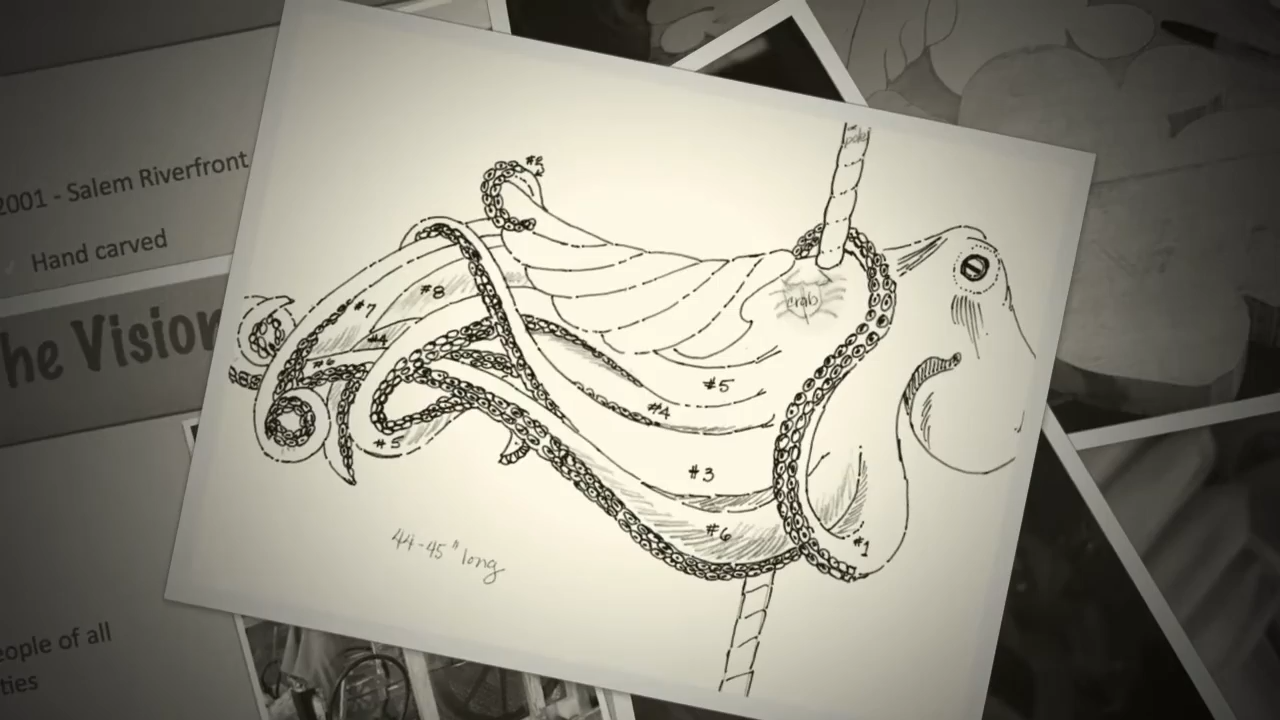 2001 - Salem Riverfront
Hand carved
he Vision
eople of all
ties
pole
#2
crab
#7
#8
#4
#6
#5
#5
#4
#3
#6
#1
44-45" long